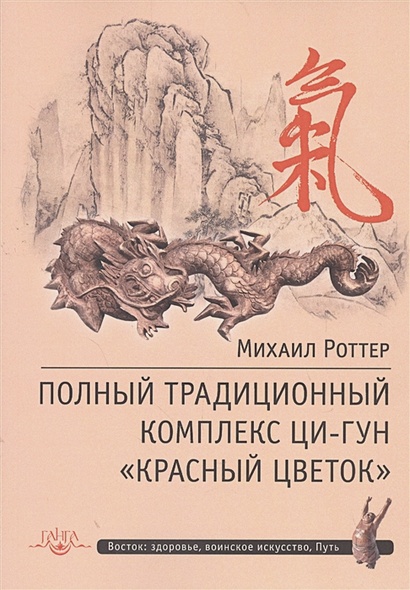 氣
Михаил Роттер
ПОЛНЫЙ ТРАДИЦИОННЫЙ
КОМПЛЕКС ЦИ-ГУН
«КРАСНЫЙ ЦВЕТОК»
ГАНГА
Восток: здоровье, воинское искусство, Путь